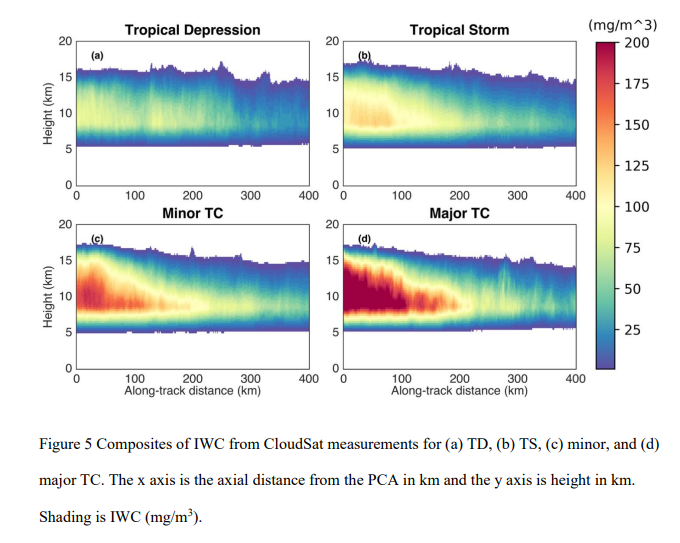 Tropical Depression
Tropical Storm
(mg/m^3)
(a)
20
15
10
5
0
Height (km)
0 100 200 300 400
(b)
20
15
10
5
0
0 100 200 300 400
200
175
150
125
100
75
50
25
Minor TC
Major TC
(c)
20
15
10
5
0
Height (km)
0 100 200 300 400
Along-track distance (km)
(d)
20
15
10
5
0
0 100 200 300 400
Along-track distance (km)
Figure 5 Composites of IWC from CloudSat measurements for (a) TD, (b) TS, (c) minor, and (d)
major TC. The x axis is the axial distance from the PCA in km and the y axis is height in km.
Shading is IWC (mg/m³).